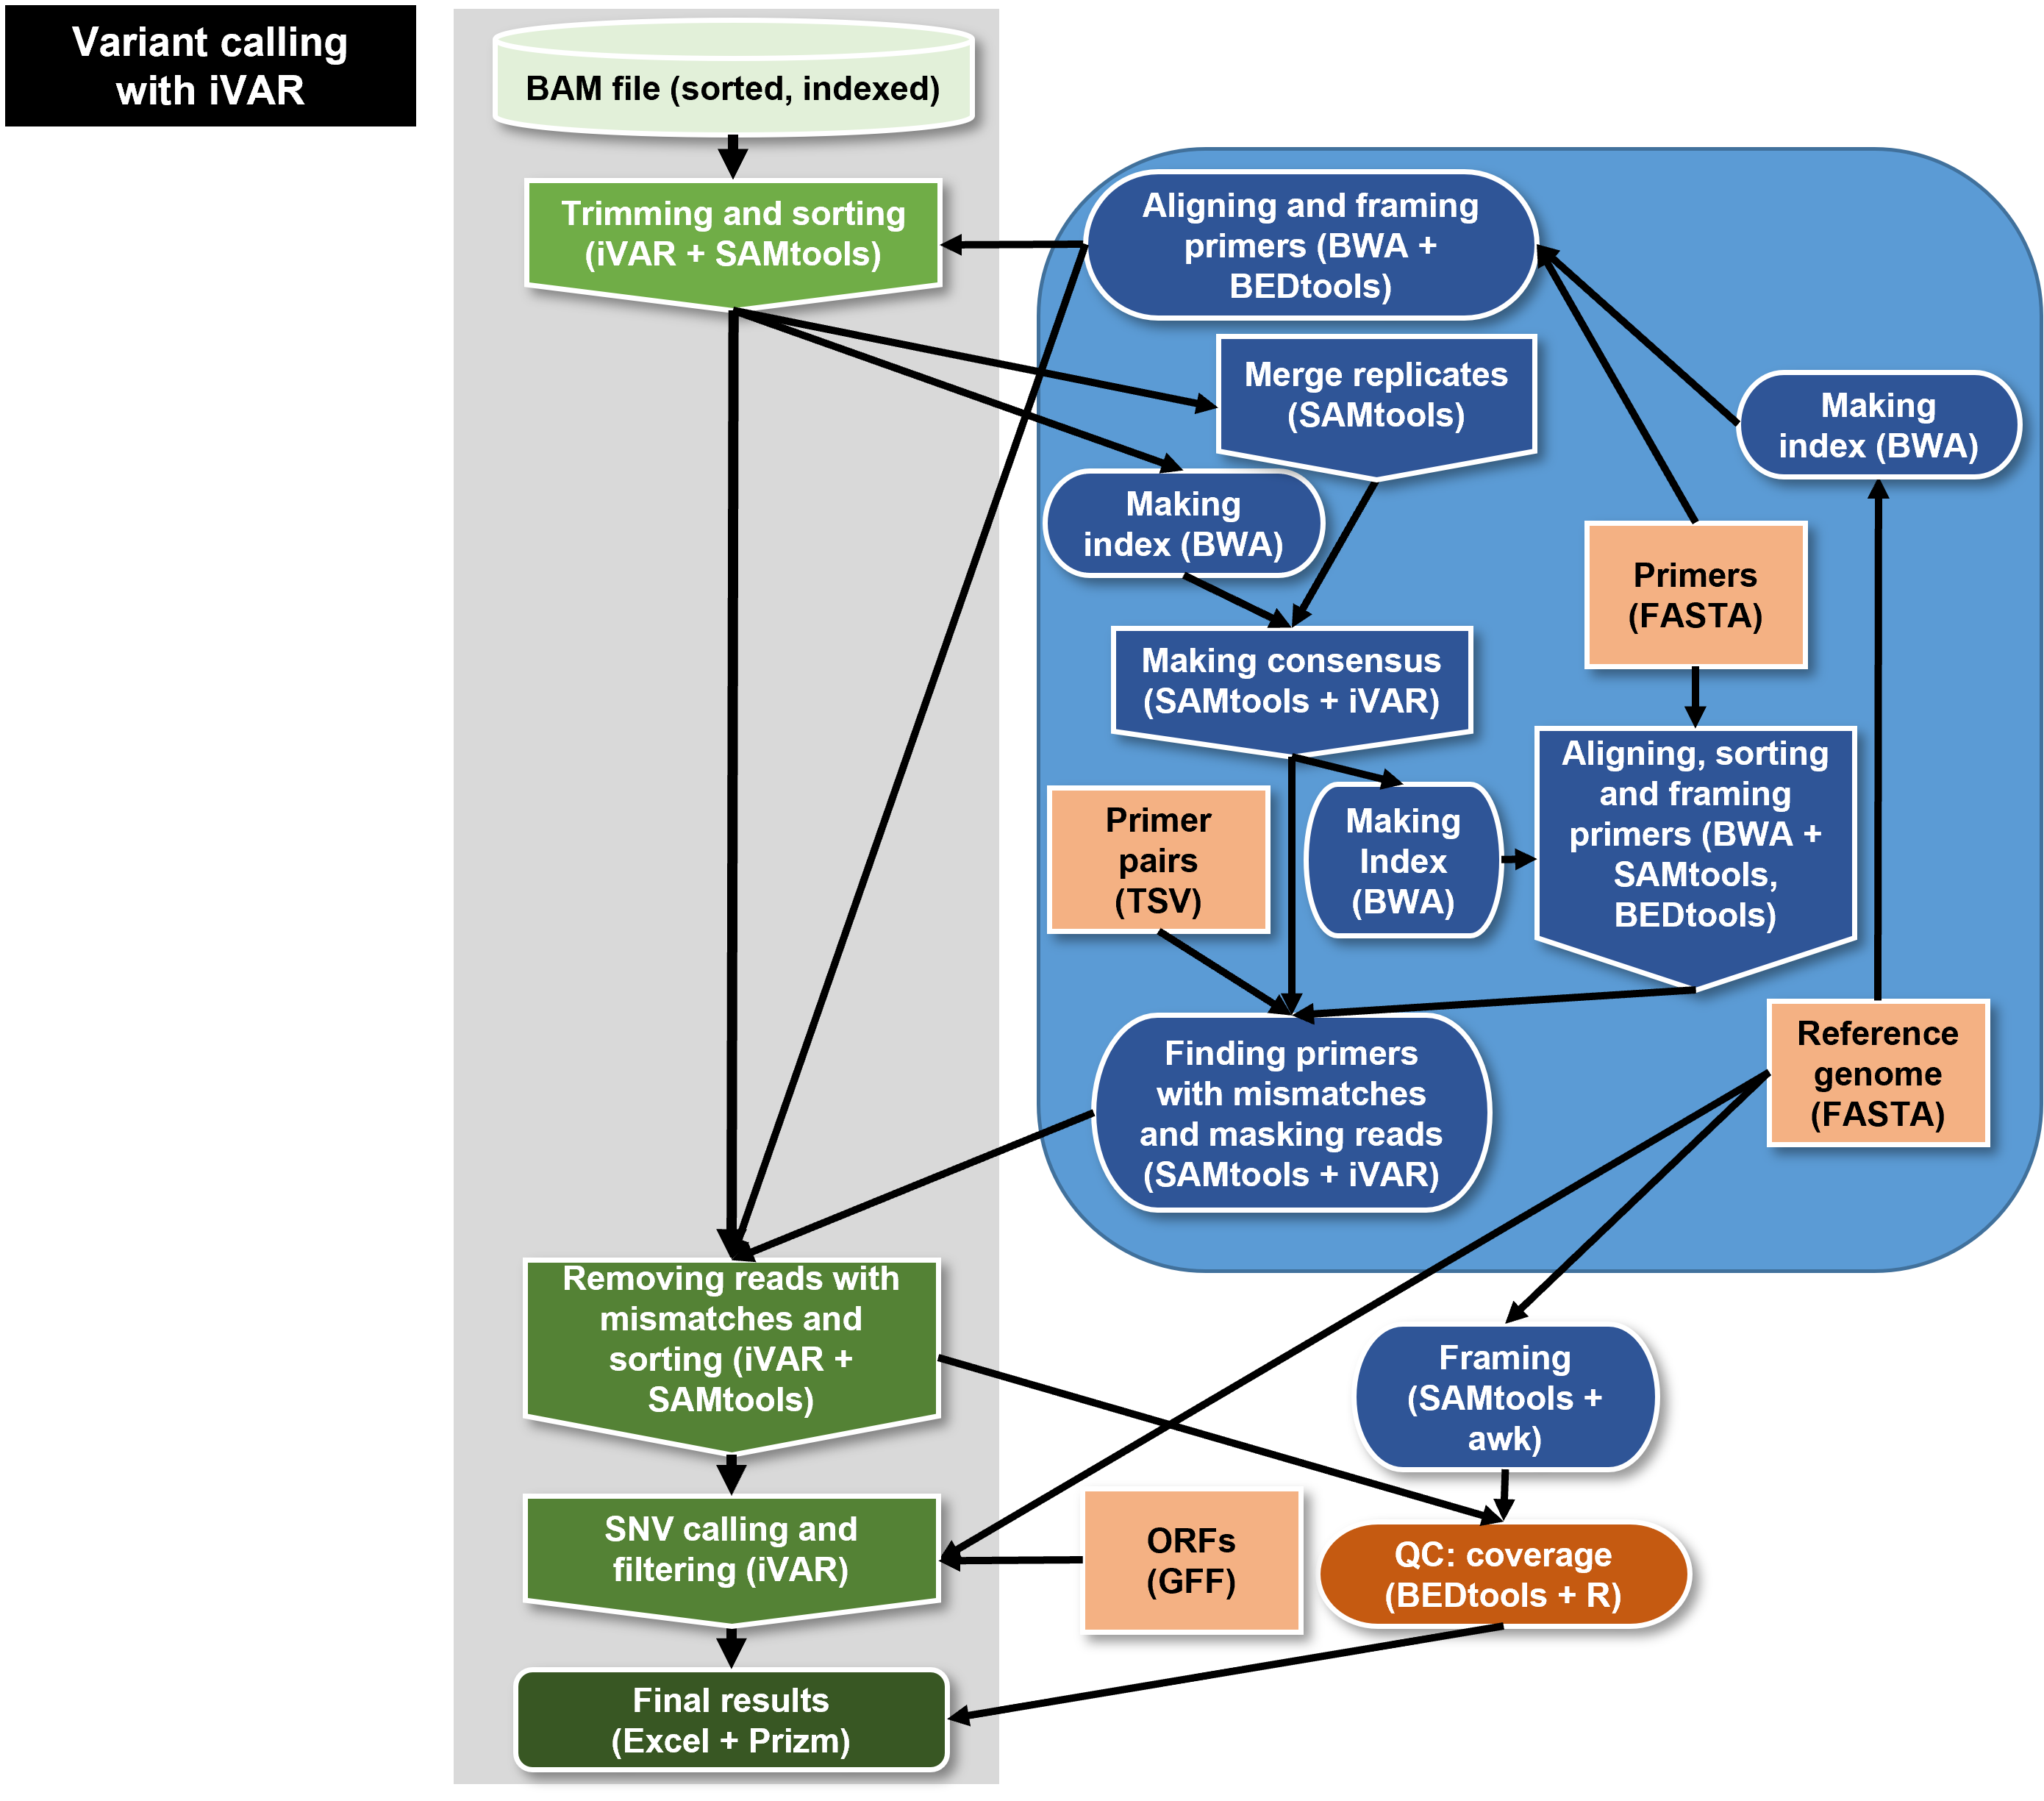 Variant calling
with iVAR
BAM file (sorted, indexed)
Trimming and sorting
(iVAR + SAMtools)
Aligning and framing
primers (BWA +
BEDtools)
Merge replicates
(SAMtools)
Making
index (BWA)
Making
index (BWA)
Primers
(FASTA)
Making consensus
(SAMtools + iVAR)
Aligning, sorting
and framing
primers (BWA +
SAMtools,
BEDtools)
Primer
pairs
(TSV)
Making
Index
(BWA)
Reference
genome
(FASTA)
Finding primers
with mismatches
and masking reads
(SAMtools + iVAR)
Removing reads with
mismatches and
sorting (iVAR +
SAMtools)
Framing
(SAMtools +
awk)
SNV calling and
filtering (iVAR)
ORFs
(GFF)
QC: coverage
(BEDtools + R)
Final results
(Excel + Prizm)